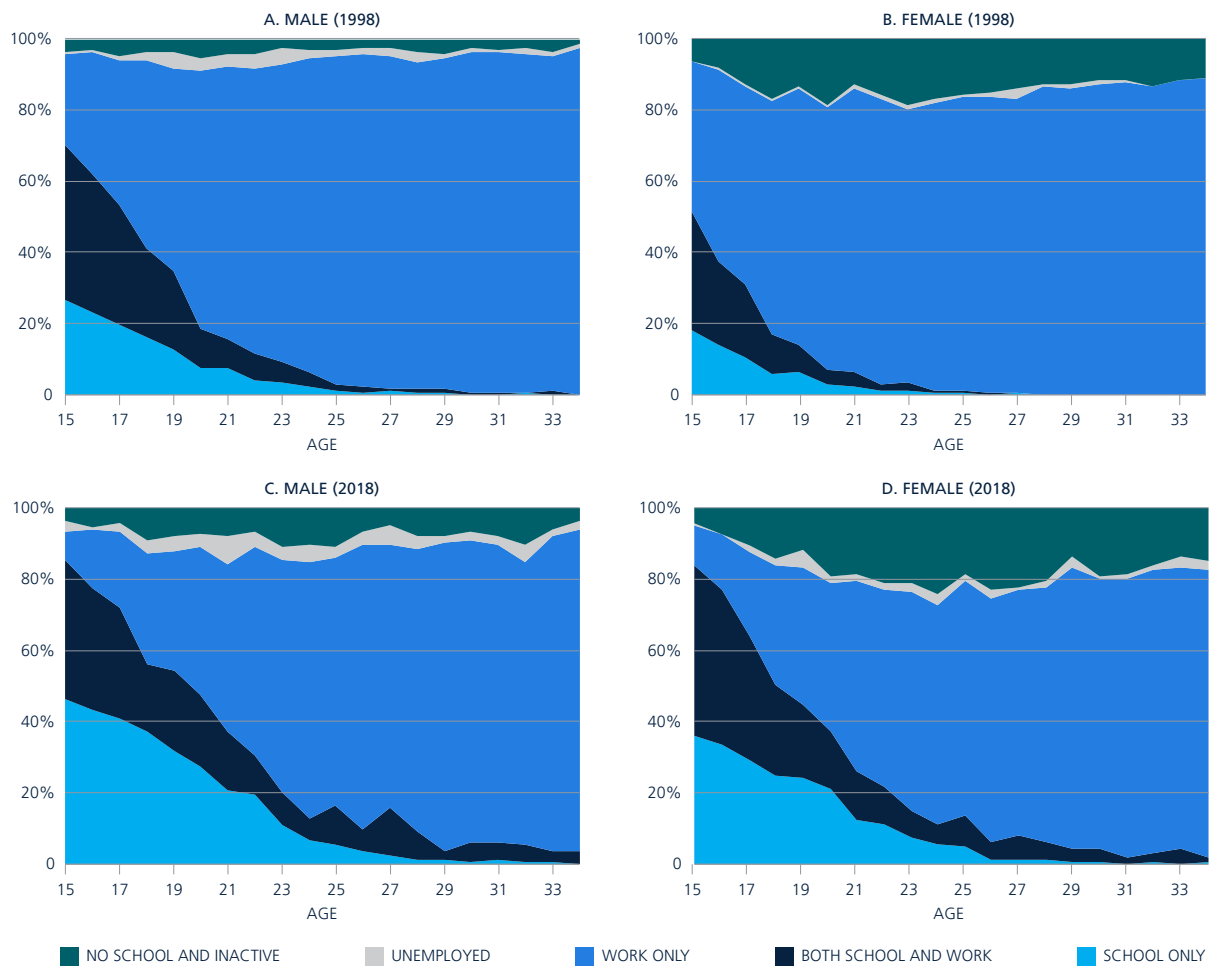 A. MALE (1998)
100%
80%
60%
40%
20%
0
15 17 19 21 23 25 27 29 31 33
AGE
B. FEMALE (1998)
100%
80%
60%
40%
20%
0
15 17 19 21 23 25 27 29 31 33
AGE
C. MALE (2018)
100%
80%
60%
40%
20%
0
15 17 19 21 23 25 27 29 31 33
AGE
D. FEMALE (2018)
100%
80%
60%
40%
20%
0
15 17 19 21 23 25 27 29 31 33
AGE
NO SCHOOL AND INACTIVE UNEMPLOYED WORK ONLY BOTH SCHOOL AND WORK SCHOOL ONLY